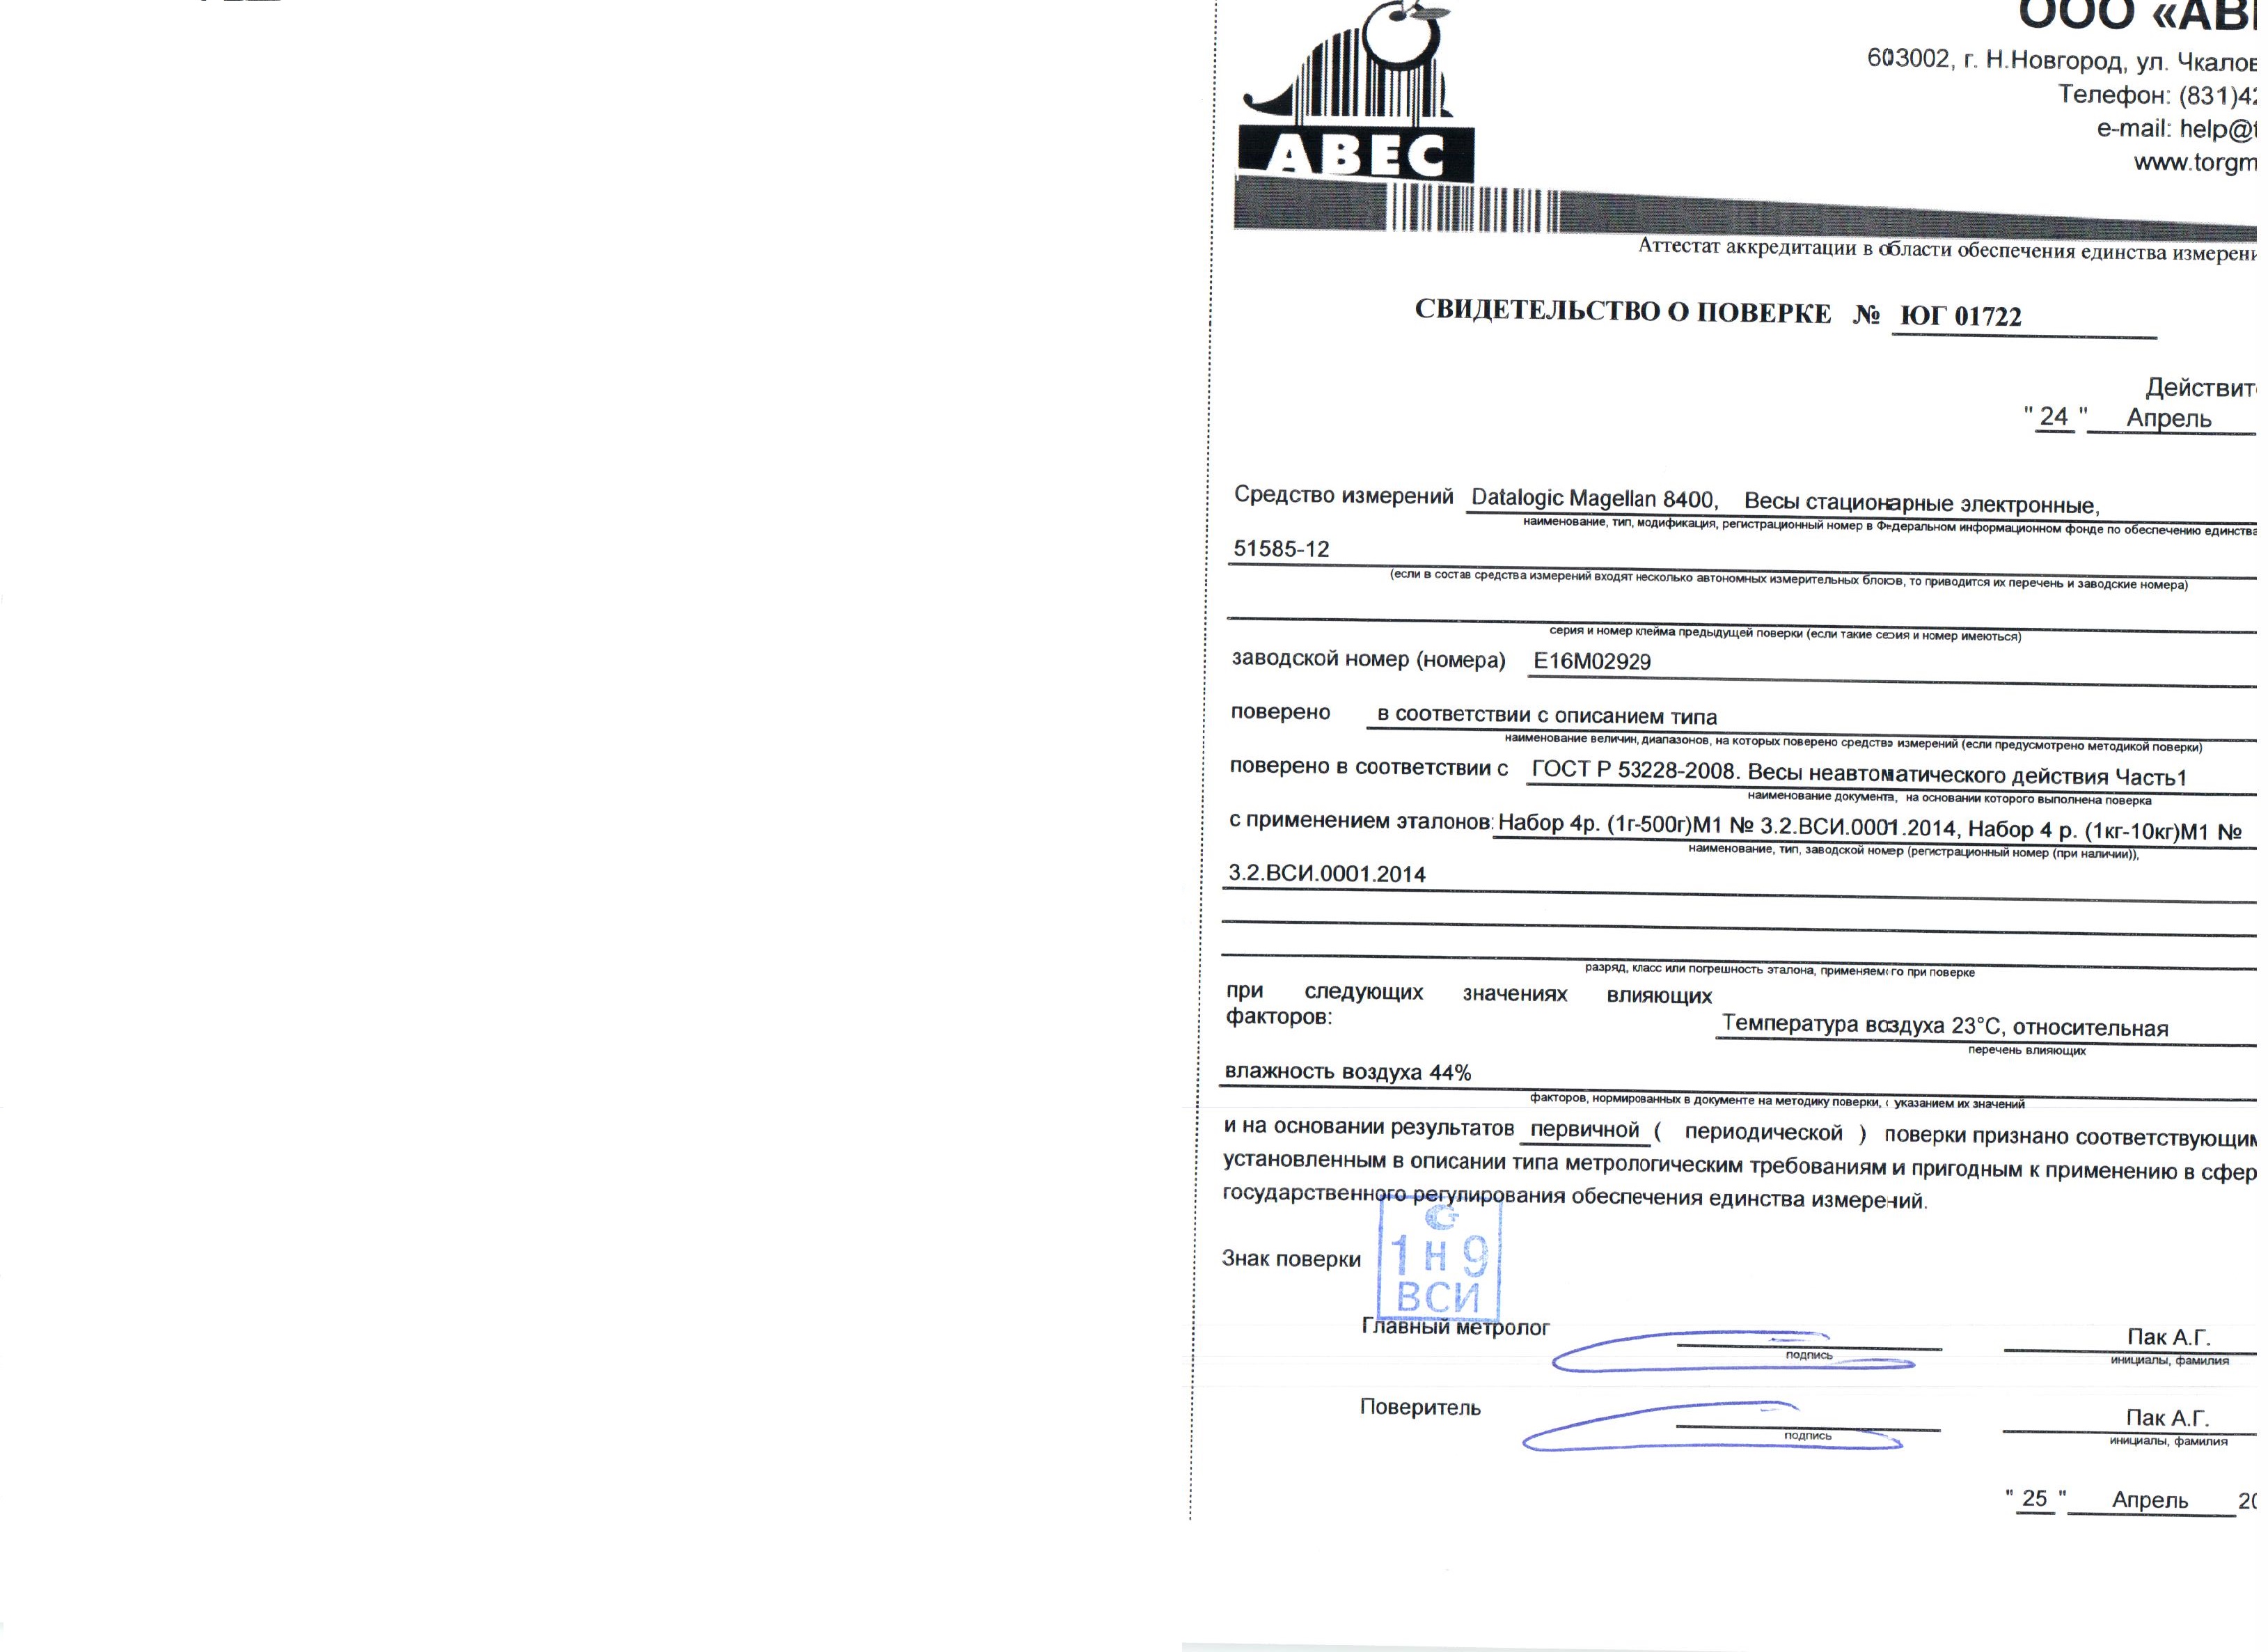 603002, г. Н.Новгород, ул.
Телефон: (831)42
e-mail: help@
АВЕС
Аттестат аккредитации в области обеспечения единства
СВИДЕТЕЛЬСТВО О ПОВЕРКЕ № ЮГ 01722
" 24 " Апрель
Средство измерений Datalogic Magellan 8400, Весы стационарные электронные,
наименование, тип, модификация, регистрационный номер в Федеральном информационном фонде по обеспечению единства
51585-12
(если в состав средства измерений входят несколько автономных измерительных блоков, то приводится их перечень и заводские номера)
серия и номер клейма предыдущей поверки (если такие серия и номер имеються)
заводской номер (номера) E16M02929
поверено в соответствии с описанием типа
наименование величин, диапазонов, на которых поверено средство измерений (если предусмотрено методикой поверки)
поверено в соответствии с ГОСТ Р 53228-2008. Весы неавтоматического действия Часть1
наименование документа, на основании которого выполнена поверка
с применением эталонов: Набор 4р. (1г-500г)М1 № 3.2.ВСИ.0001.2014, Набор 4 р. (1кг-10кг)М1 №
наименование, тип, заводской номер (регистрационный номер (при наличии)),
3.2.ВСИ.0001.2014
разряд, класс или погрешность эталона, применяемого при поверке
при следующих значениях влияющих
факторов: Температура воздуха 23°С, относительная
перечень влияющих
влажность воздуха 44%
факторов, нормированных в документе на методику поверки, с указанием их значений
и на основании результатов первичной ( периодической ) поверки признано соответствующим
установленным в описании типа метрологическим требованиям и пригодным к применению в
государственного регулирования обеспечения единства измерений.
1 Н 9
Знак поверки
ВСИ
Главный метролог Пак А.Г.
подпись инициалы, фамилия
Поверитель Пак А.Г.
подпись инициалы, фамилия
" 25 " Апрель 20